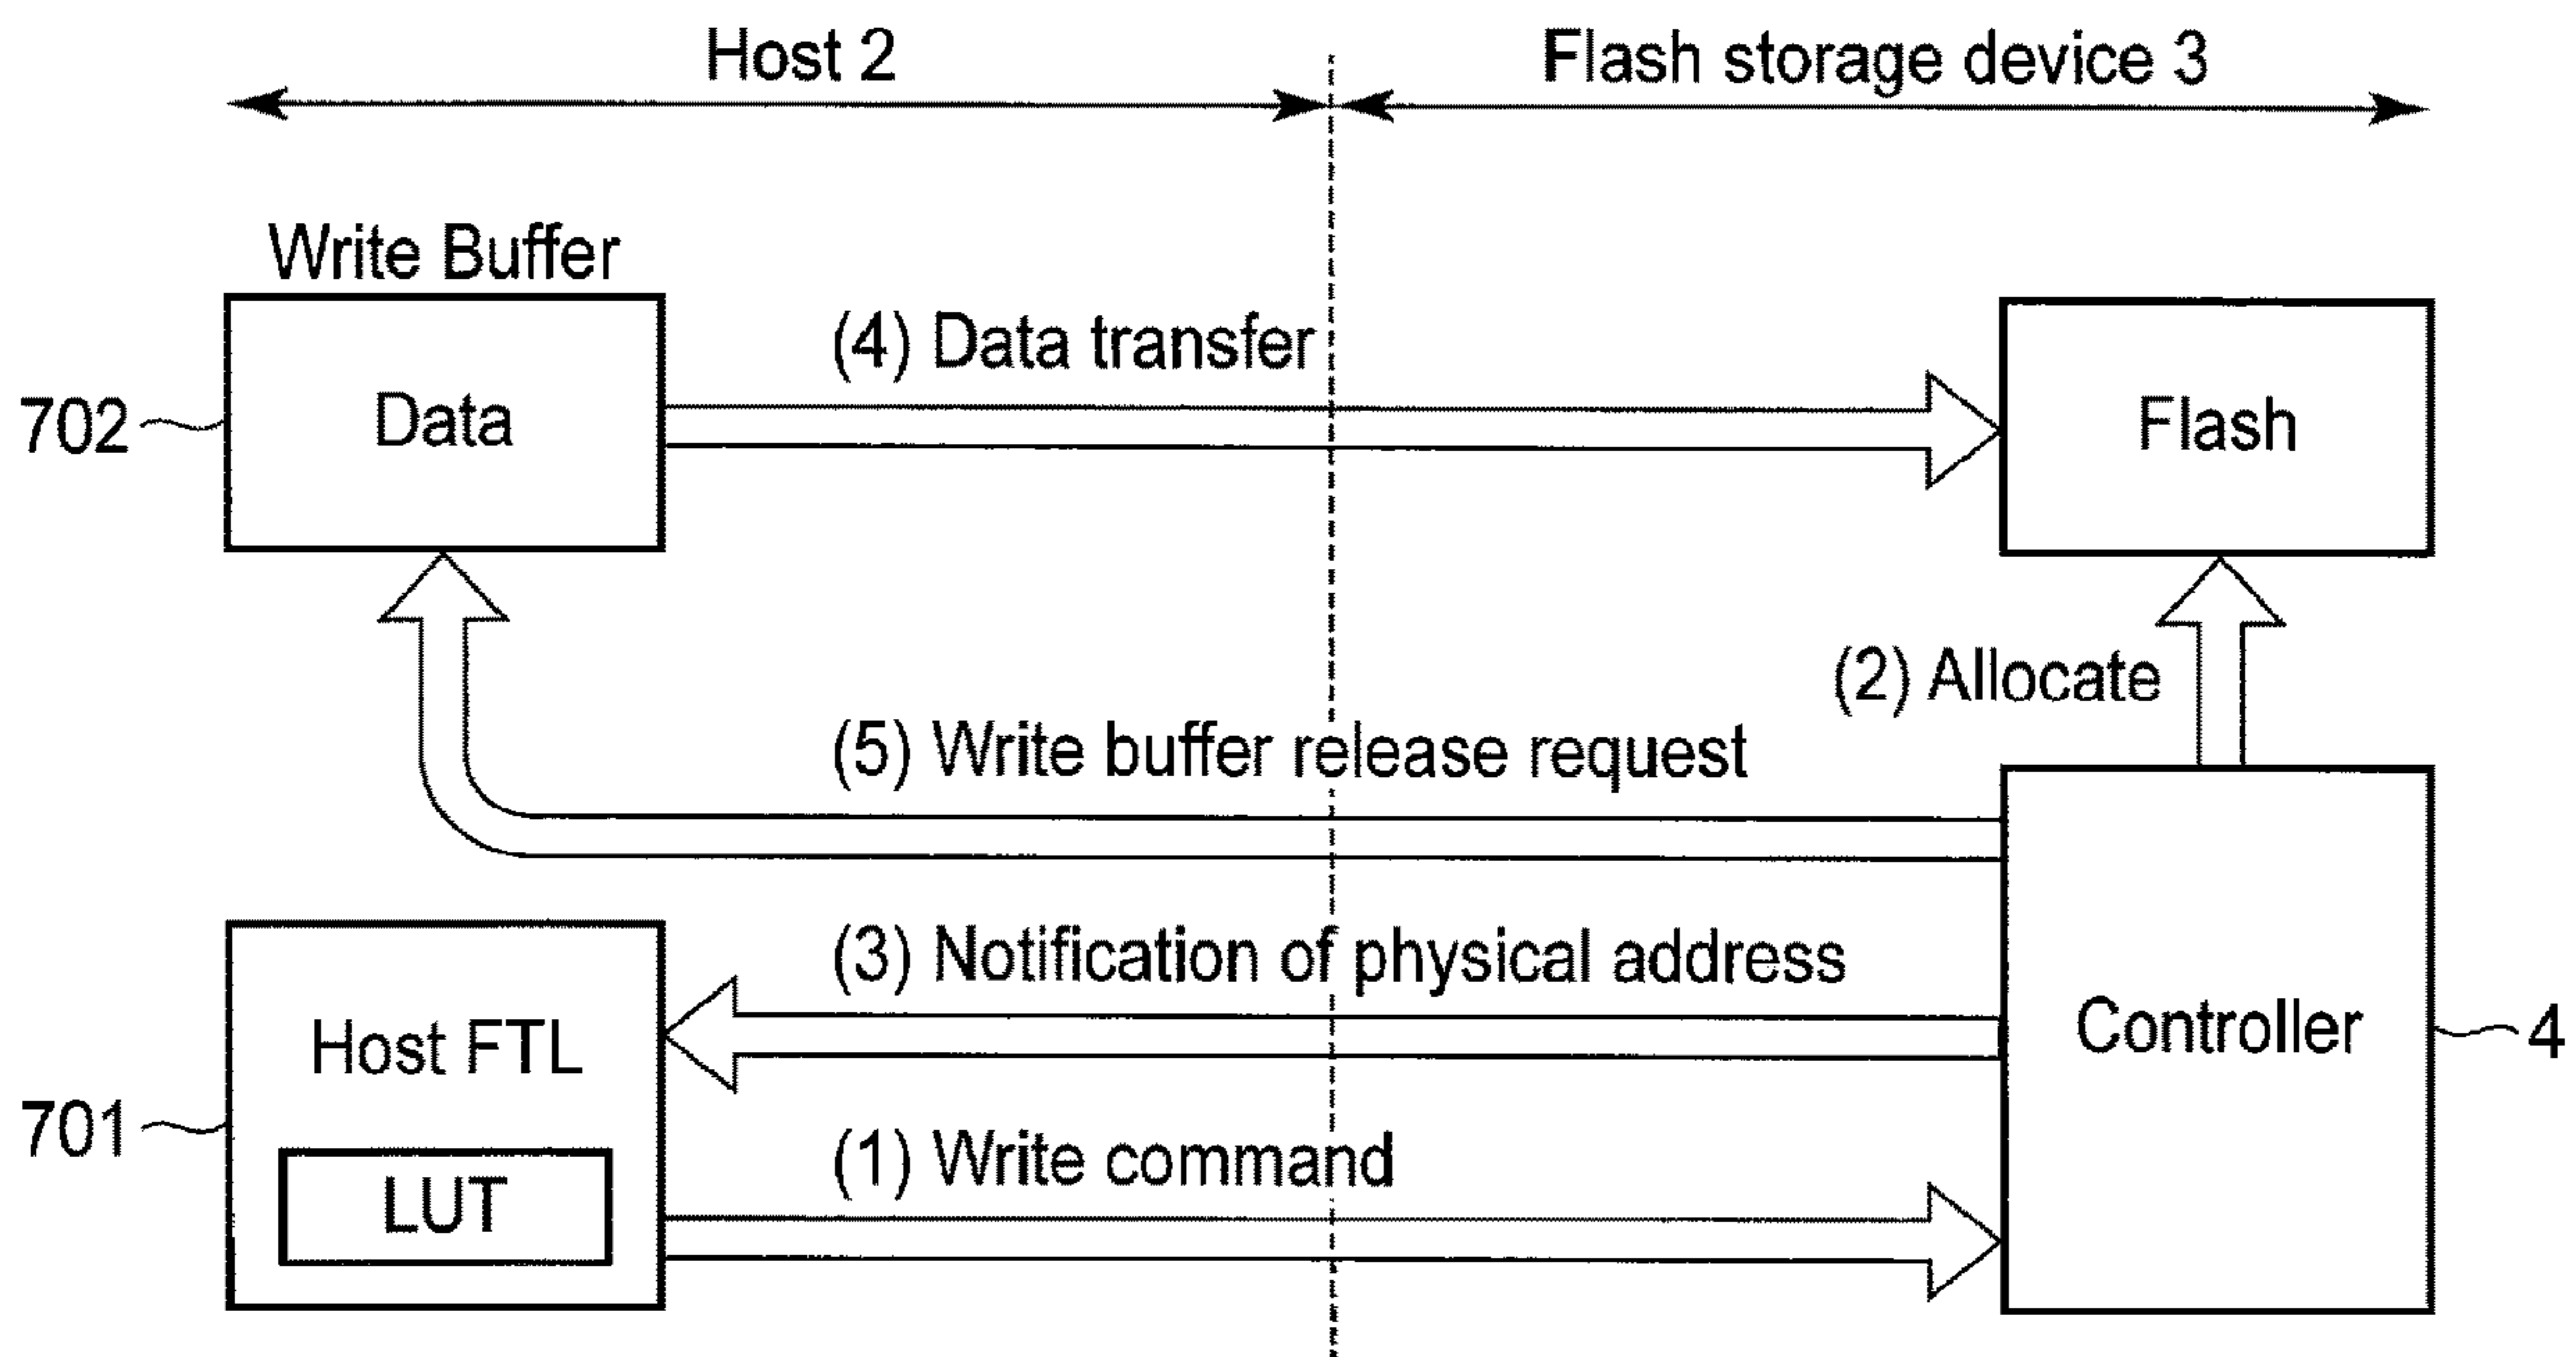 Host 2
Flash storage device 3
Write Buffer
(4) Data transfer
702
Data
Flash
(2) Allocate
(5) Write buffer release request
(3) Notification of physical address
Host FTL
Controller
4
701
(1) Write command
LUT